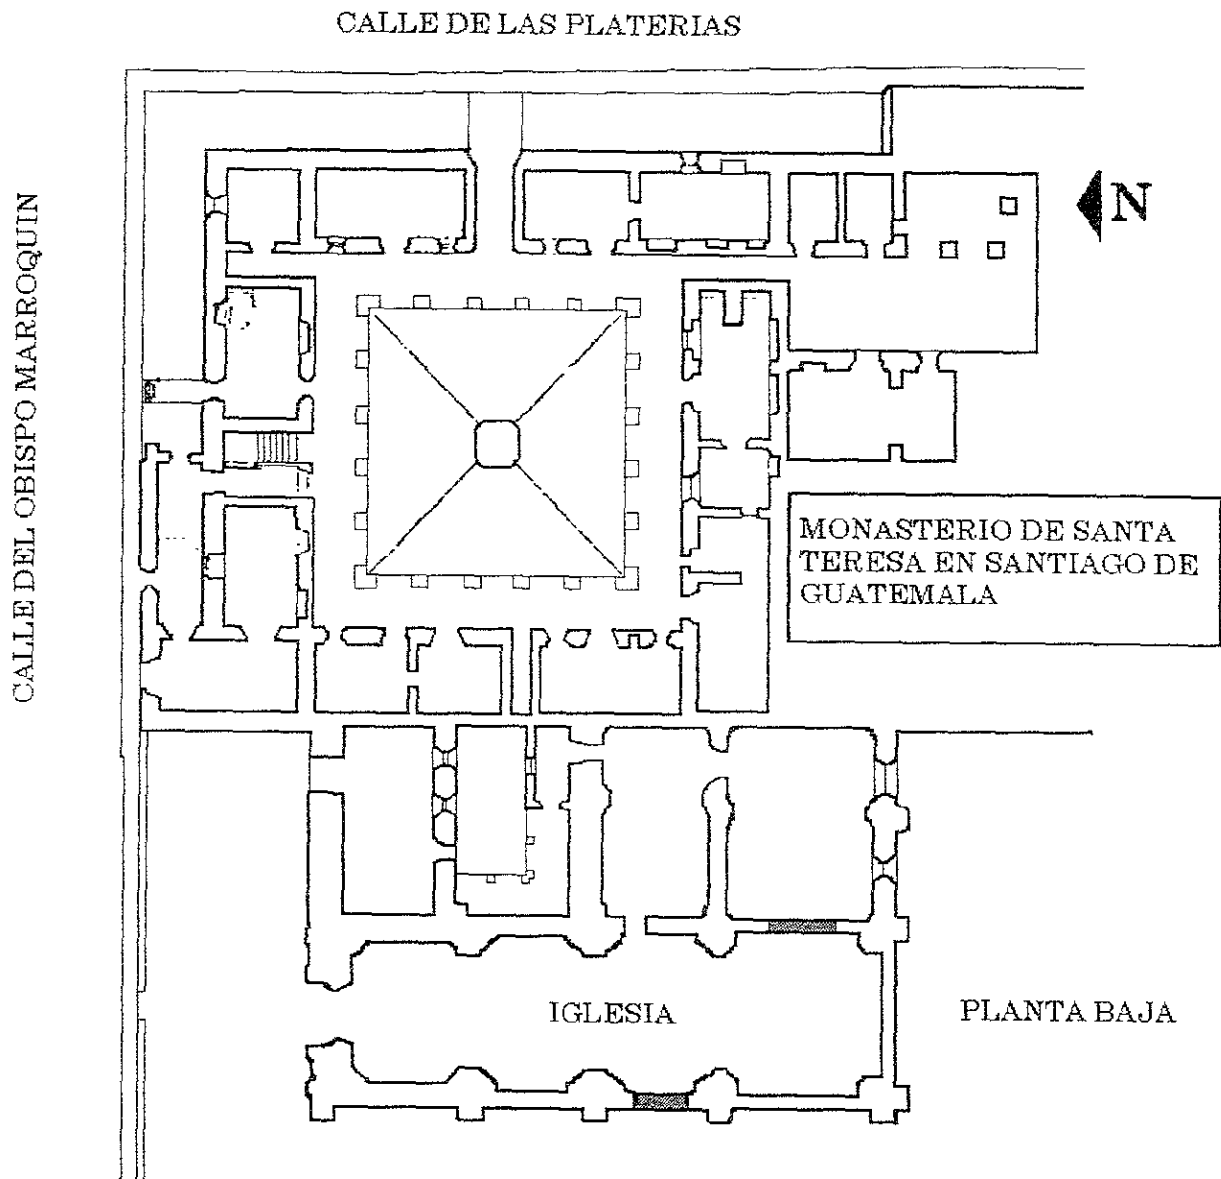 CALLE DE LAS PLATERIAS
CALLE DEL OBISPO MARROQUIN
N
MONASTERIO DE SANTA
TERESA EN SANTIAGO DE
GUATEMALA
IGLESIA
PLANTA BAJA